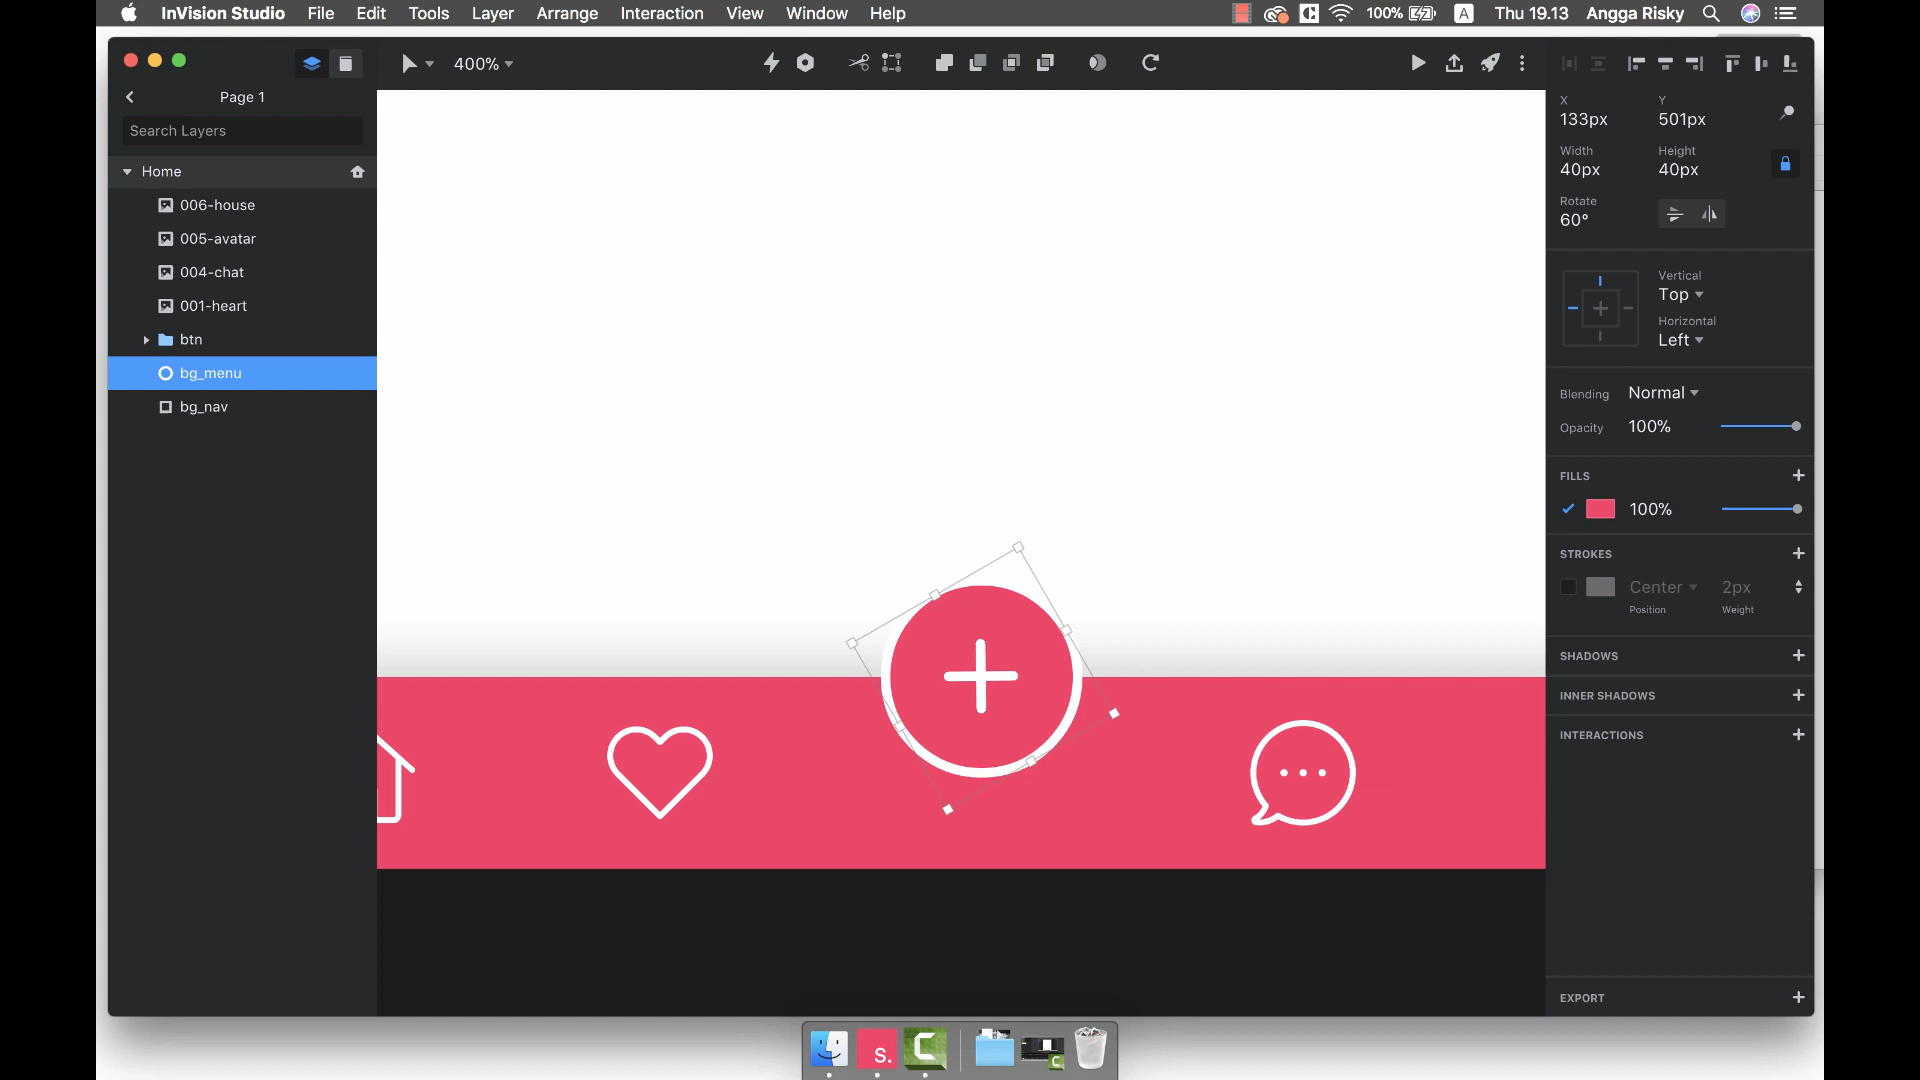 InVision Studio File Edit Tools Layer Arrange Interaction View Window Help 100% A Thu 19.13 Angga Risky
400%
Page 1
Search Layers
Home
006-house
005-avatar
004-chat
001-heart
btn
bg_menu
bg_nav
X Y
133px 501px
Width Height
40px 40px
Rotate
60°
Vertical
Top
Horizontal
Left
Blending Normal
Opacity 100%
FILLS
100%
STROKES
Center 2px
Position Weight
SHADOWS
INNER SHADOWS
INTERACTIONS
EXPORT
s.